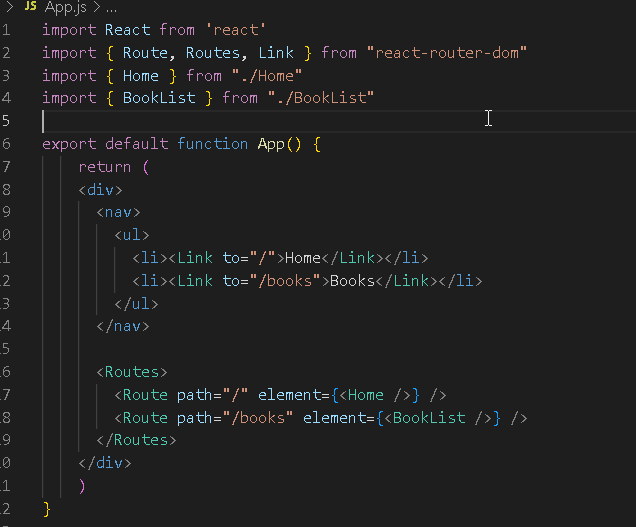 > JS App.js > ...
1 import React from 'react'
2 import { Route, Routes, Link } from "react-router-dom"
3 import { Home } from "./Home"
4 import { BookList } from "./BookList"
5
6 export default function App() {
7 return (
8 <div>
9 <nav>
0 <ul>
1 <li><Link to="/">Home</Link></li>
2 <li><Link to="/books">Books</Link></li>
3 </ul>
4 </nav>
5
6 <Routes>
7 <Route path="/" element={<Home />} />
8 <Route path="/books" element={<BookList />} />
9 </Routes>
0 </div>
1 )
2 }